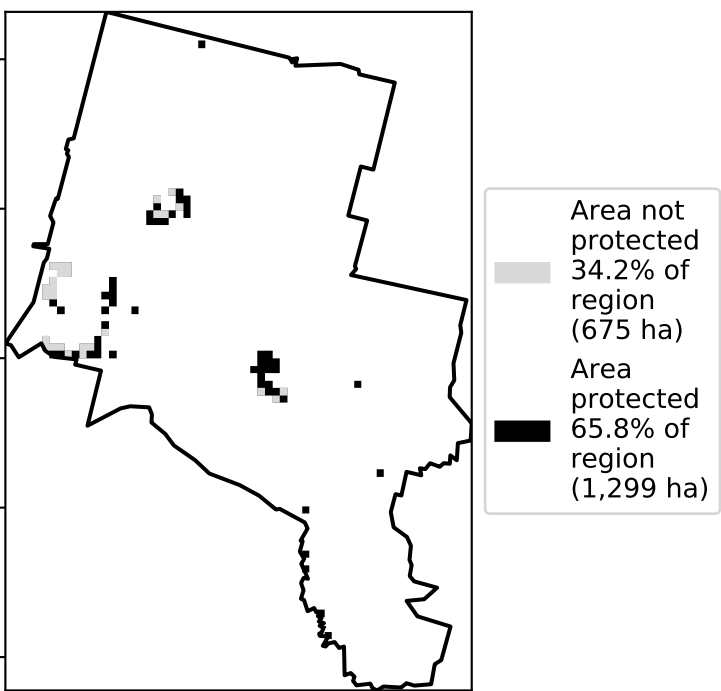 Area not
protected
34.2% of
region
(675 ha)
Area
protected
65.8% of
region
(1,299 ha)